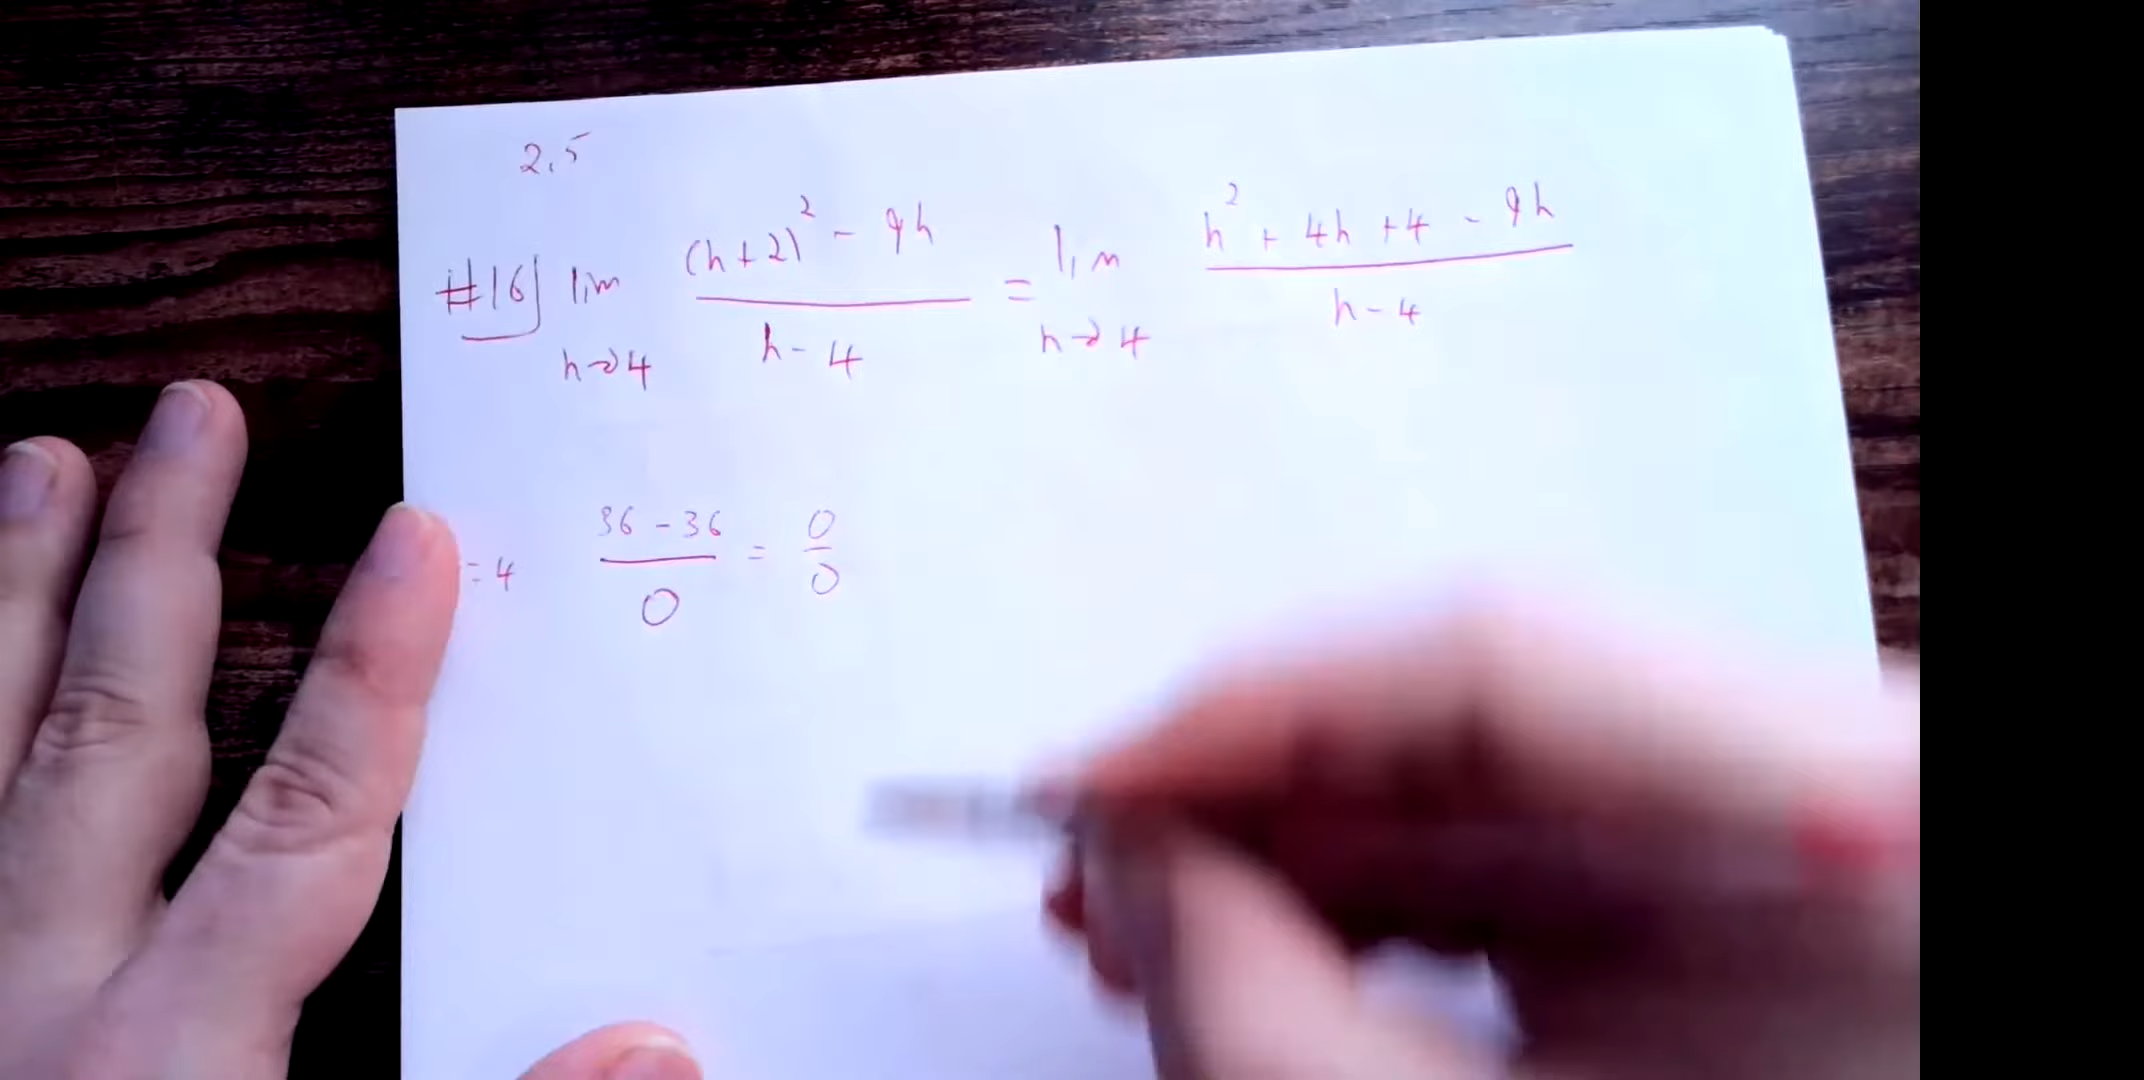 2.5
#16] lim (h+2)² - 9h / h - 4 = lim h² + 4h + 4 - 9h / h - 4
h→4 h→4
= 4 36 - 36 / 0 = 0 / 0